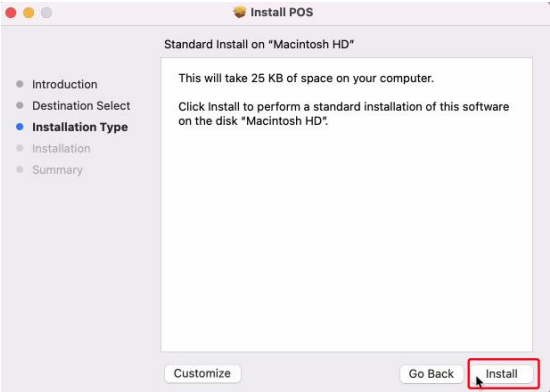 Install POS
Standard Install on "Macintosh HD"
Introduction
Destination Select
Installation Type
Installation
Summary
This will take 25 KB of space on your computer.
Click Install to perform a standard installation of this software
on the disk "Macintosh HD".
Customize
Go Back
Install